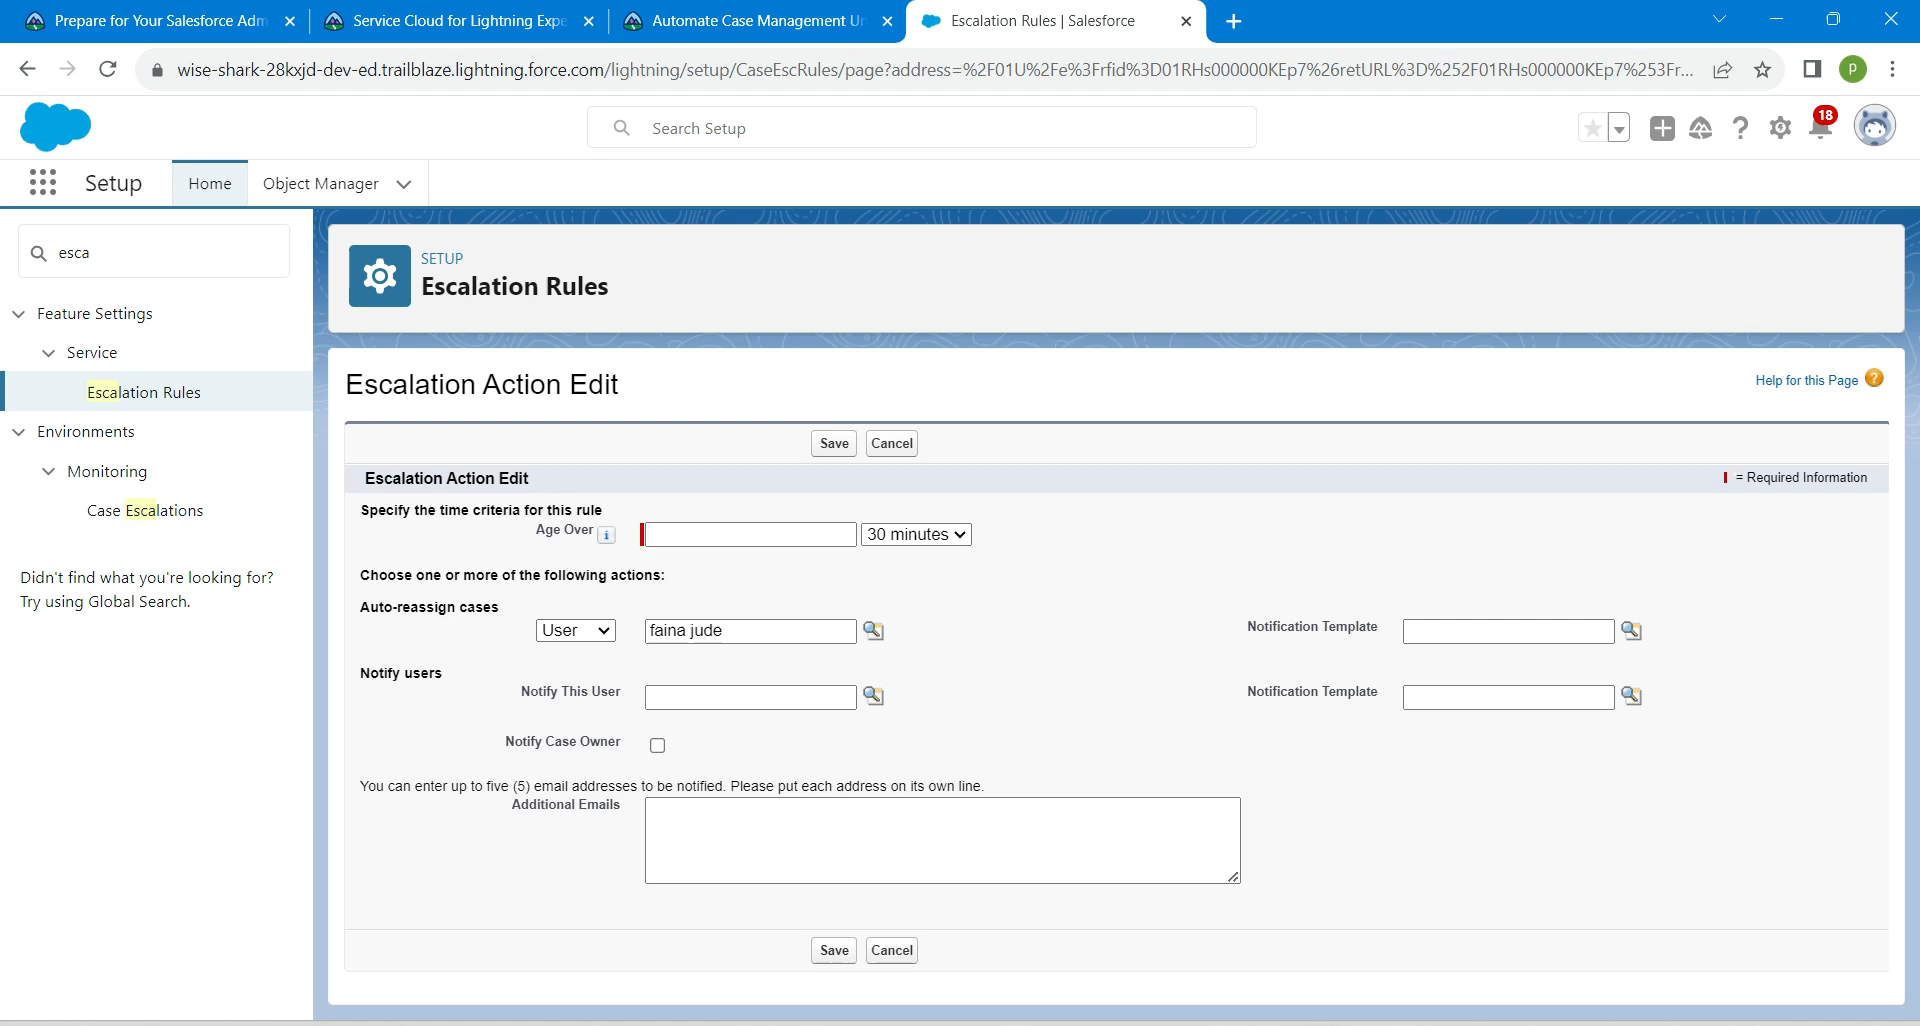 Prepare for Your Salesforce Adm
Service Cloud for Lightning Expe
Automate Case Management Ur
Escalation Rules | Salesforce
wise-shark-28kxjd-dev-ed.trailblaze.lightning.force.com/lightning/setup/CaseEscRules/page?address=%2F01U%2Fe%3Frfid%3D01RHs000000KEp7%26retURL%3D%252F01RHs000000KEp7%253Fr...
P
Search Setup
18
Setup
Home
Object Manager
esca
Feature Settings
Service
Escalation Rules
Environments
Monitoring
Case Escalations
Didn't find what you're looking for?
Try using Global Search.
SETUP
Escalation Rules
Escalation Action Edit
Help for this Page
Save
Cancel
Escalation Action Edit
= Required Information
Specify the time criteria for this rule
Age Over
30 minutes
Choose one or more of the following actions:
Auto-reassign cases
User
faina jude
Notification Template
Notify users
Notify This User
Notification Template
Notify Case Owner
You can enter up to five (5) email addresses to be notified. Please put each address on its own line.
Additional Emails
Save
Cancel